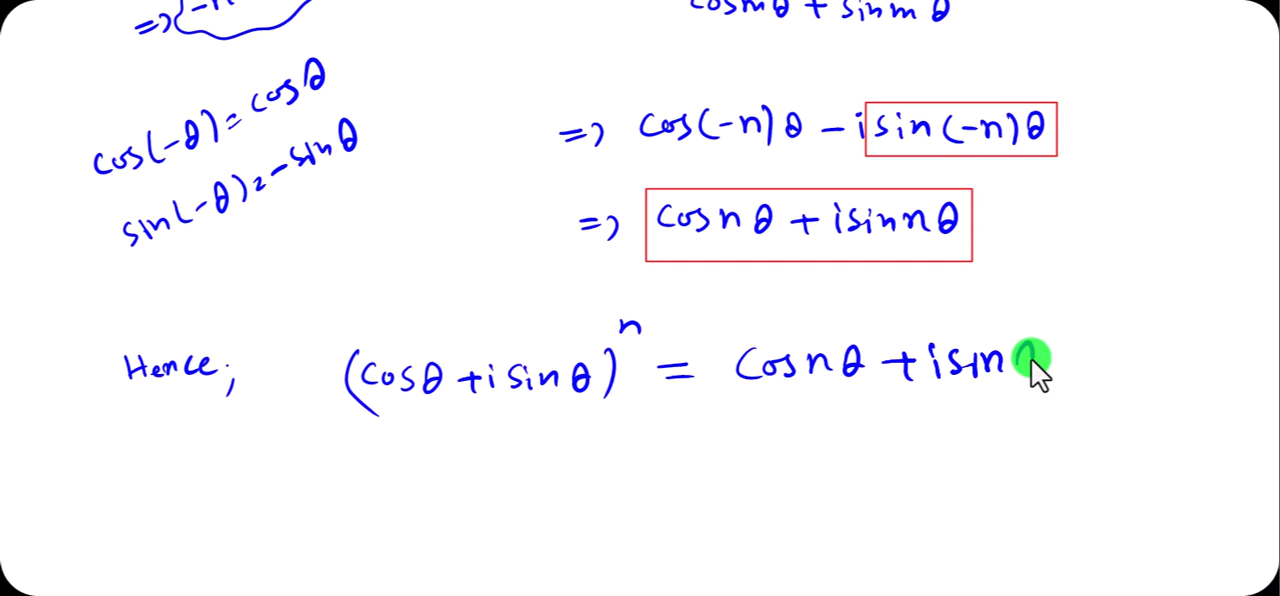 => -n
cosmθ + sinmθ
cos(-θ) = cosθ
sin(-θ) = -sinθ
=> cos(-n)θ - isin(-n)θ
=> cosnθ + isinnθ
Hence; (cosθ + isinθ)^n = cosnθ + isin